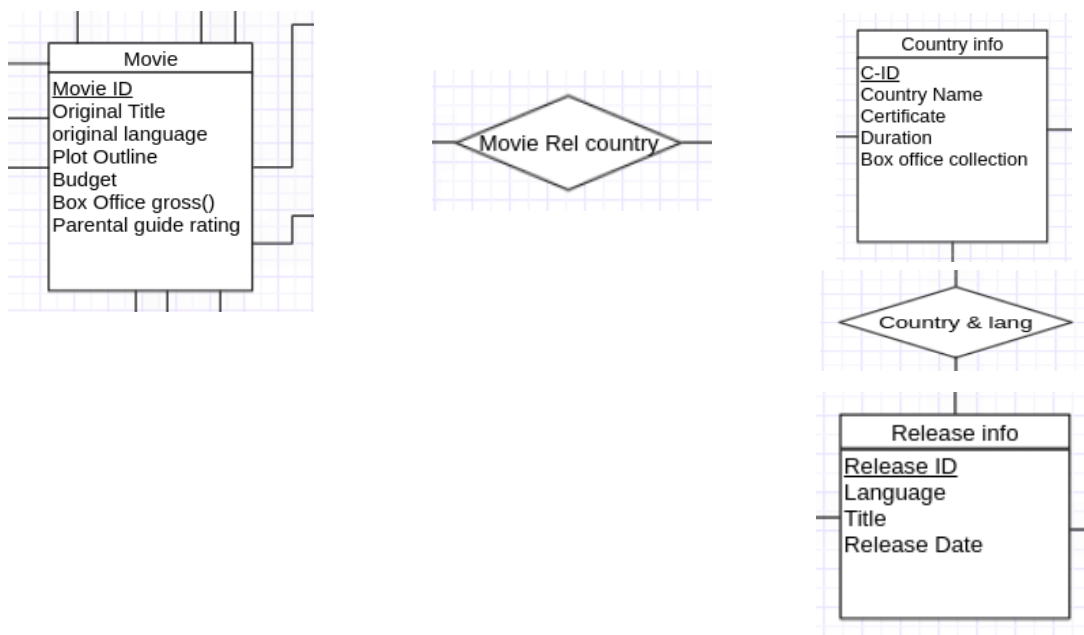 Movie
Movie ID
Original Title
original language
Plot Outline
Budget
Box Office gross()
Parental guide rating
Movie Rel country
Country info
C-ID
Country Name
Certificate
Duration
Box office collection
Country & lang
Release info
Release ID
Language
Title
Release Date